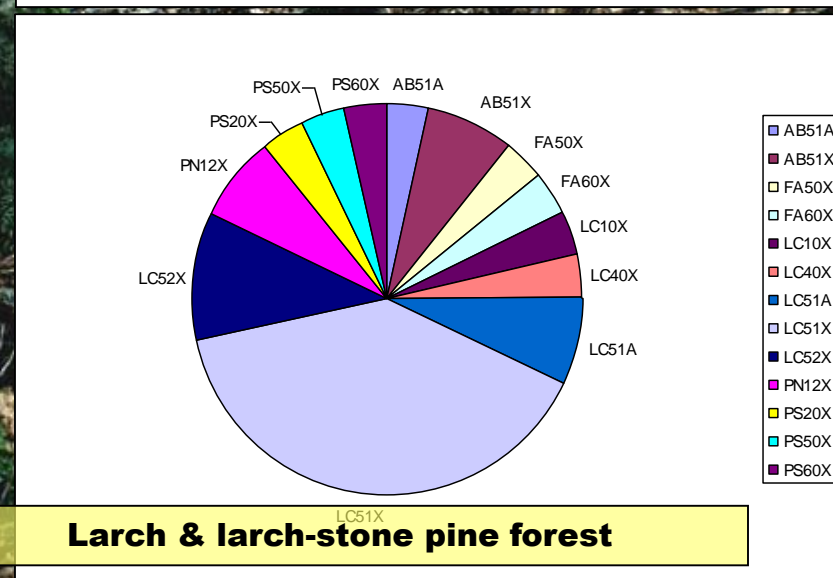 PS60X
AB51A
PS50X
AB51X
PS20X
FA50X
PN12X
FA60X
LC10X
LC52X
LC40X
LC51A
LC51X
AB51A
AB51X
FA50X
FA60X
LC10X
LC40X
LC51A
LC51X
LC52X
PN12X
PS20X
PS50X
PS60X
Larch & larch-stone pine forest